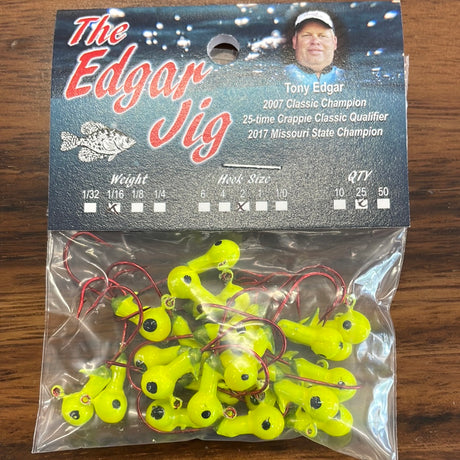 The
Edgar
Jig
Tony Edgar
2007 Classic Champion
25-time Crappie Classic Qualifier
2017 Missouri State Champion
Weight Hook Size QTY
1/32 1/16 1/8 1/4 6 4 1 1/0 10 25 50